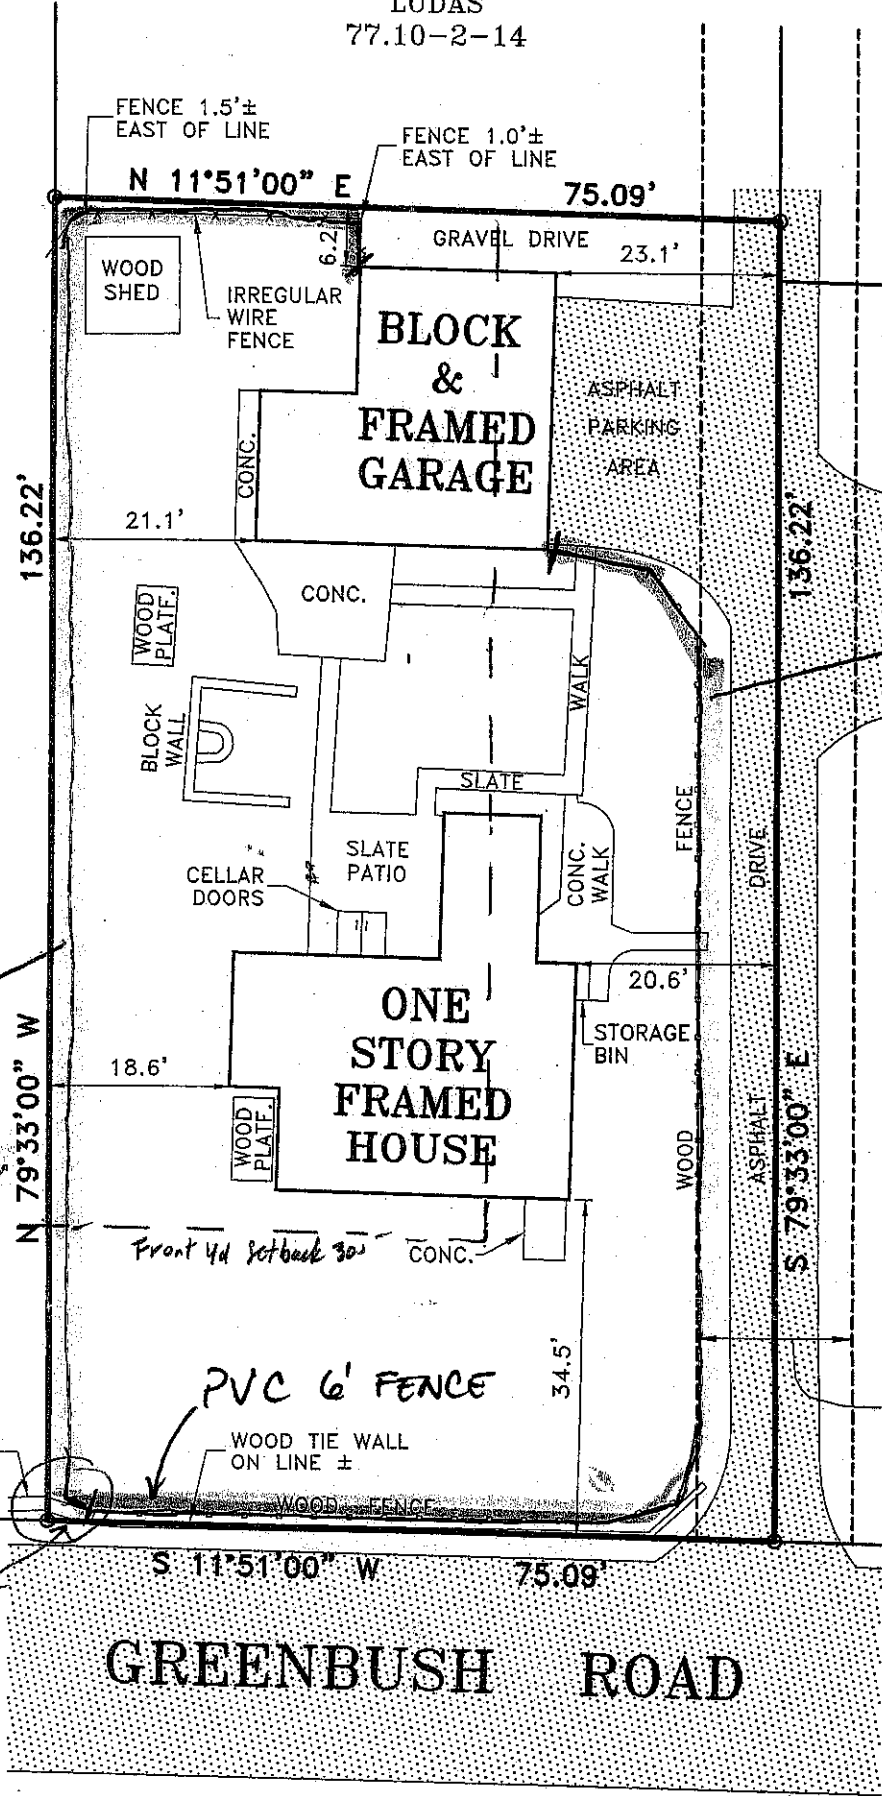 LUDAS
77.10-2-14
FENCE 1.5'±
EAST OF LINE
FENCE 1.0'±
EAST OF LINE
N 11°51'00" E
75.09'
GRAVEL DRIVE
6.2'
23.1'
WOOD
SHED
IRREGULAR
WIRE
FENCE
BLOCK
&
FRAMED
GARAGE
ASPHALT
PARKING
AREA
CONC.
136.22'
21.1'
136.22'
CONC.
WOOD
PLATF.
WALK
BLOCK
WALL
SLATE
FENCE
SLATE
PATIO
CONC.
WALK
DRIVE
CELLAR
DOORS
20.6'
ONE
STORY
FRAMED
HOUSE
STORAGE
BIN
18.6'
WOOD
PLATF.
N 79°33'00" W
WOOD
ASPHALT
S 79°33'00" E
Front yd setback 30'
CONC.
34.5'
PVC 6' FENCE
WOOD TIE WALL
ON LINE ±
WOOD FENCE
S 11°51'00" W
75.09'
GREENBUSH ROAD